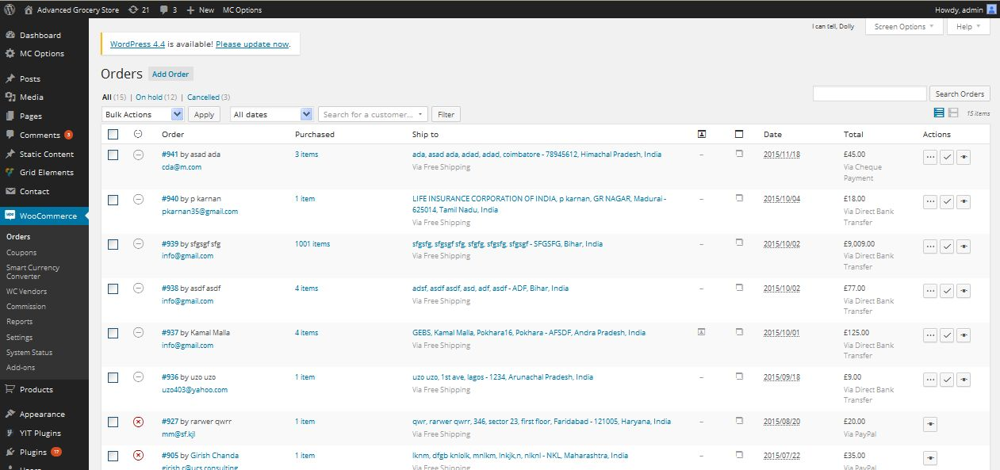 Advanced Grocery Store 21 3 + New MC Options Howdy, admin
Dashboard
MC Options
Posts
Media
Pages
Comments 3
Static Content
Grid Elements
Contact
WooCommerce
Orders
Coupons
Smart Currency
Converter
WC Vendors
Commission
Reports
Settings
System Status
Add-ons
Products
Appearance
YIT Plugins
Plugins 17
Users
I can tell, Dolly Screen Options Help
WordPress 4.4 is available! Please update now.
Orders Add Order
All (15) | On hold (12) | Cancelled (3)
Search Orders
Bulk Actions Apply All dates Search for a customer... Filter 15 items
Order Purchased Ship to Date Total Actions
#941 by asad ada 3 items ada, asad ada, adad, adad, coimbatore - 78945612, Himachal Pradesh, India – 2015/11/18 £45.00
cda@m.com Via Free Shipping Via Cheque
Payment
#940 by p karnan 1 item LIFE INSURANCE CORPORATION OF INDIA, p karnan, GR NAGAR, Madurai - – 2015/10/04 £18.00
pkarnan35@gmail.com 625014, Tamil Nadu, India Via Direct Bank
Via Free Shipping Transfer
#939 by sfgsgf sfg 1001 items sfgsfg, sfgsgf sfg, sfgfg, sfgsfg, sfgsgf - SFGSFG, Bihar, India – 2015/10/02 £9,009.00
info@gmail.com Via Free Shipping Via Direct Bank
Transfer
#938 by asdf asdf 4 items adsf, asdf asdf, asd, adf, asdf - ADF, Bihar, India – 2015/10/02 £77.00
info@gmail.com Via Free Shipping Via Direct Bank
Transfer
#937 by Kamal Malla 4 items GEBS, Kamal Malla, Pokhara16, Pokhara - AFSDF, Andra Pradesh, India 2015/10/01 £125.00
info@gmail.com Via Free Shipping Via Direct Bank
Transfer
#936 by uzo uzo 1 item uzo uzo, 1st ave, lagos - 1234, Arunachal Pradesh, India – 2015/09/18 £9.00
uzo403@yahoo.com Via Free Shipping Via Direct Bank
Transfer
#927 by rarwer qwrr 1 item qwr, rarwer qwrr, 346, sector 23, first floor, Faridabad - 121005, Haryana, India – 2015/08/20 £20.00
mm@sf.kjl Via Free Shipping Via PayPal
#905 by Girish Chanda 1 item lknm, dfgb knlolk, mnlkm, lnkjk,n, nlknl - NKL, Maharashtra, India – 2015/07/22 £35.00
girish.c@ucs.consulting Via Free Shipping Via PayPal